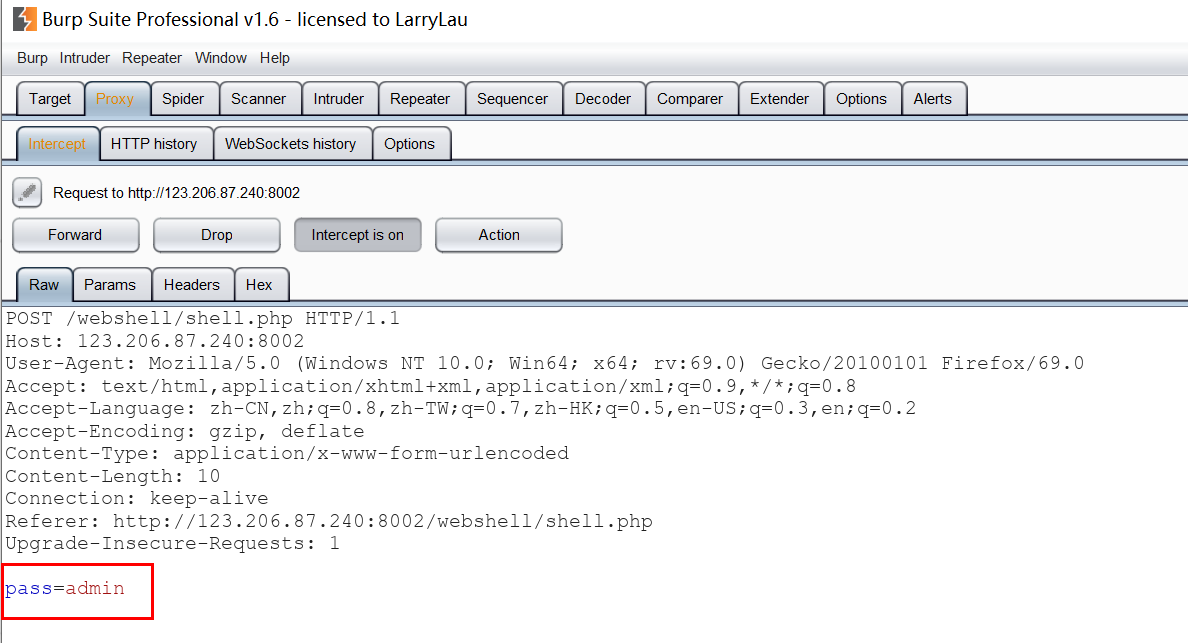 Burp Suite Professional v1.6 - licensed to LarryLau
Burp Intruder Repeater Window Help
Target Proxy Spider Scanner Intruder Repeater Sequencer Decoder Comparer Extender Options Alerts
Intercept HTTP history WebSockets history Options
Request to http://123.206.87.240:8002
Forward Drop Intercept is on Action
Raw Params Headers Hex
POST /webshell/shell.php HTTP/1.1
Host: 123.206.87.240:8002
User-Agent: Mozilla/5.0 (Windows NT 10.0; Win64; x64; rv:69.0) Gecko/20100101 Firefox/69.0
Accept: text/html,application/xhtml+xml,application/xml;q=0.9,*/*;q=0.8
Accept-Language: zh-CN,zh;q=0.8,zh-TW;q=0.7,zh-HK;q=0.5,en-US;q=0.3,en;q=0.2
Accept-Encoding: gzip, deflate
Content-Type: application/x-www-form-urlencoded
Content-Length: 10
Connection: keep-alive
Referer: http://123.206.87.240:8002/webshell/shell.php
Upgrade-Insecure-Requests: 1
pass=admin